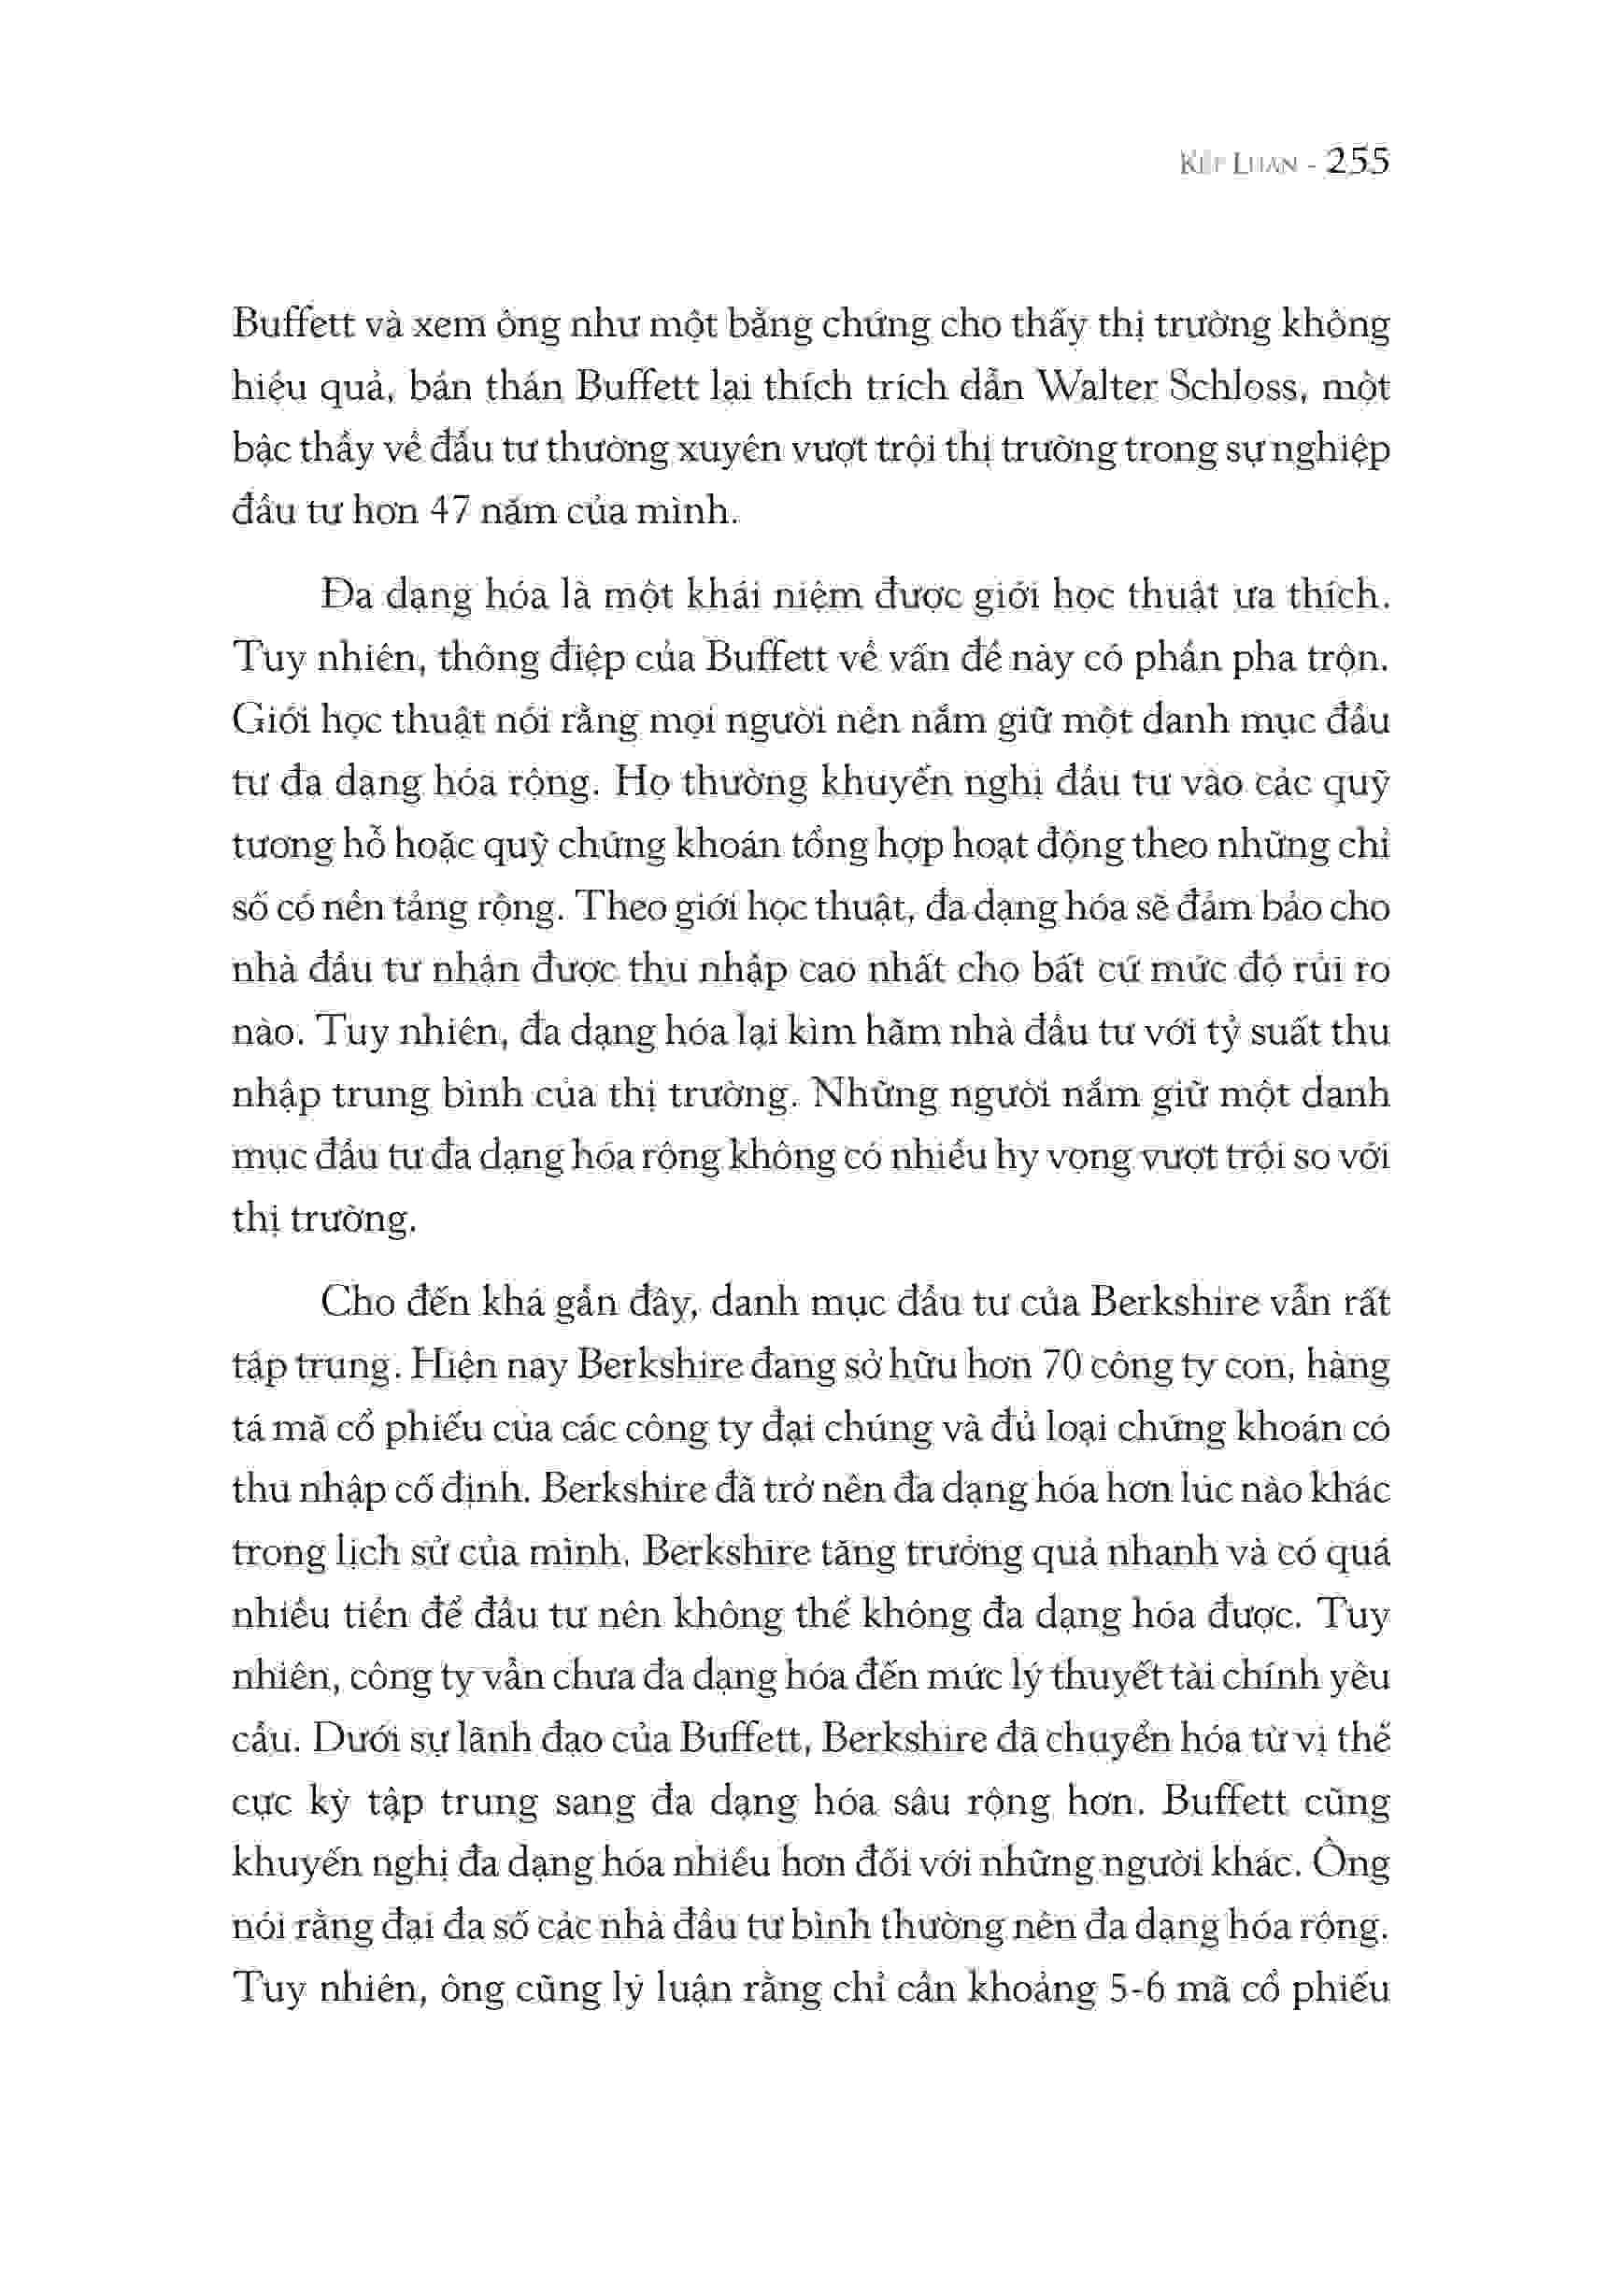 Kết Luận - 255
Buffett và xem ông như một bằng chứng cho thấy thị trường không
hiệu quả, bản thân Buffett lại thích trích dẫn Walter Schloss, một
bậc thầy về đầu tư thường xuyên vượt trội thị trường trong sự nghiệp
đầu tư hơn 47 năm của mình.
Đa dạng hóa là một khái niệm được giới học thuật ưa thích.
Tuy nhiên, thông điệp của Buffett về vấn đề này có phần pha trộn.
Giới học thuật nói rằng mọi người nên nắm giữ một danh mục đầu
tư đa dạng hóa rộng. Họ thường khuyến nghị đầu tư vào các quỹ
tương hỗ hoặc quỹ chứng khoán tổng hợp hoạt động theo những chỉ
số có nền tảng rộng. Theo giới học thuật, đa dạng hóa sẽ đảm bảo cho
nhà đầu tư nhận được thu nhập cao nhất cho bất cứ mức độ rủi ro
nào. Tuy nhiên, đa dạng hóa lại kìm hãm nhà đầu tư với tỷ suất thu
nhập trung bình của thị trường. Những người nắm giữ một danh
mục đầu tư đa dạng hóa rộng không có nhiều hy vọng vượt trội so với
thị trường.
Cho đến khá gần đây, danh mục đầu tư của Berkshire vẫn rất
tập trung. Hiện nay Berkshire đang sở hữu hơn 70 công ty con, hàng
tá mã cổ phiếu của các công ty đại chúng và đủ loại chứng khoán có
thu nhập cố định. Berkshire đã trở nên đa dạng hóa hơn lúc nào khác
trong lịch sử của mình. Berkshire tăng trưởng quá nhanh và có quá
nhiều tiền để đầu tư nên không thể không đa dạng hóa được. Tuy
nhiên, công ty vẫn chưa đa dạng hóa đến mức lý thuyết tài chính yêu
cầu. Dưới sự lãnh đạo của Buffett, Berkshire đã chuyển hóa từ vị thế
cực kỳ tập trung sang đa dạng hóa sâu rộng hơn. Buffett cũng
khuyến nghị đa dạng hóa nhiều hơn đối với những người khác. Ông
nói rằng đại đa số các nhà đầu tư bình thường nên đa dạng hóa rộng.
Tuy nhiên, ông cũng lý luận rằng chỉ cần khoảng 5-6 mã cổ phiếu